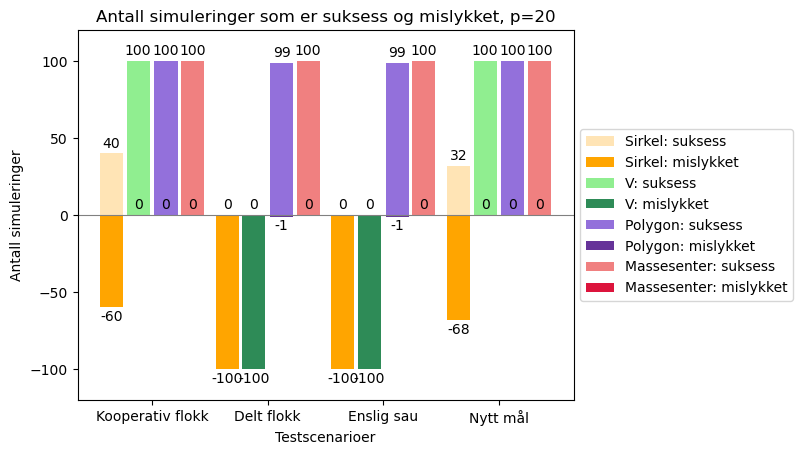 Antall simuleringer som er suksess og mislykket, p=20
Antall simuleringer
100
50
0
−50
−100
40
-60
100
0
100
0
100
0
0
-100
0
-100
99
-1
100
0
0
-100
0
-100
99
-1
100
0
32
-68
100
0
100
0
100
0
Kooperativ flokk
Delt flokk
Enslig sau
Nytt mål
Testscenarioer
Sirkel: suksess
Sirkel: mislykket
V: suksess
V: mislykket
Polygon: suksess
Polygon: mislykket
Massesenter: suksess
Massesenter: mislykket